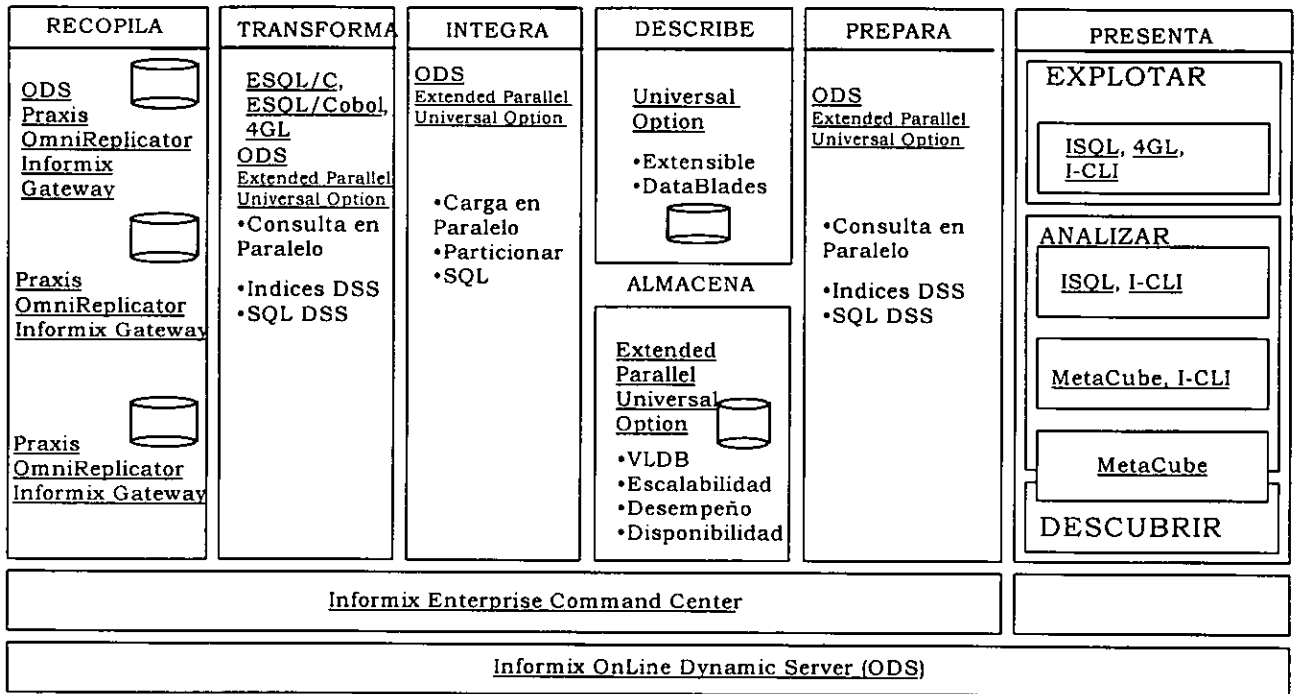 RECOPILA
ODS
Praxis
OmniReplicator
Informix
Gateway
Praxis
OmniReplicator
Informix Gateway
Praxis
OmniReplicator
Informix Gateway
TRANSFORMA
ESQL/C,
ESQL/Cobol,
4GL
ODS
Extended Parallel
Universal Option
•Consulta en
Paralelo
•Indices DSS
•SQL DSS
INTEGRA
ODS
Extended Parallel
Universal Option
•Carga en
Paralelo
•Particionar
•SQL
DESCRIBE
Universal
Option
•Extensible
•DataBlades
ALMACENA
Extended
Parallel
Universal
Option
•VLDB
•Escalabilidad
•Desempeño
•Disponibilidad
PREPARA
ODS
Extended Parallel
Universal Option
•Consulta en
Paralelo
•Indices DSS
•SQL DSS
PRESENTA
EXPLOTAR
ISQL, 4GL,
I-CLI
ANALIZAR
ISQL, I-CLI
MetaCube, I-CLI
MetaCube
DESCUBRIR
Informix Enterprise Command Center
Informix OnLine Dynamic Server (ODS)